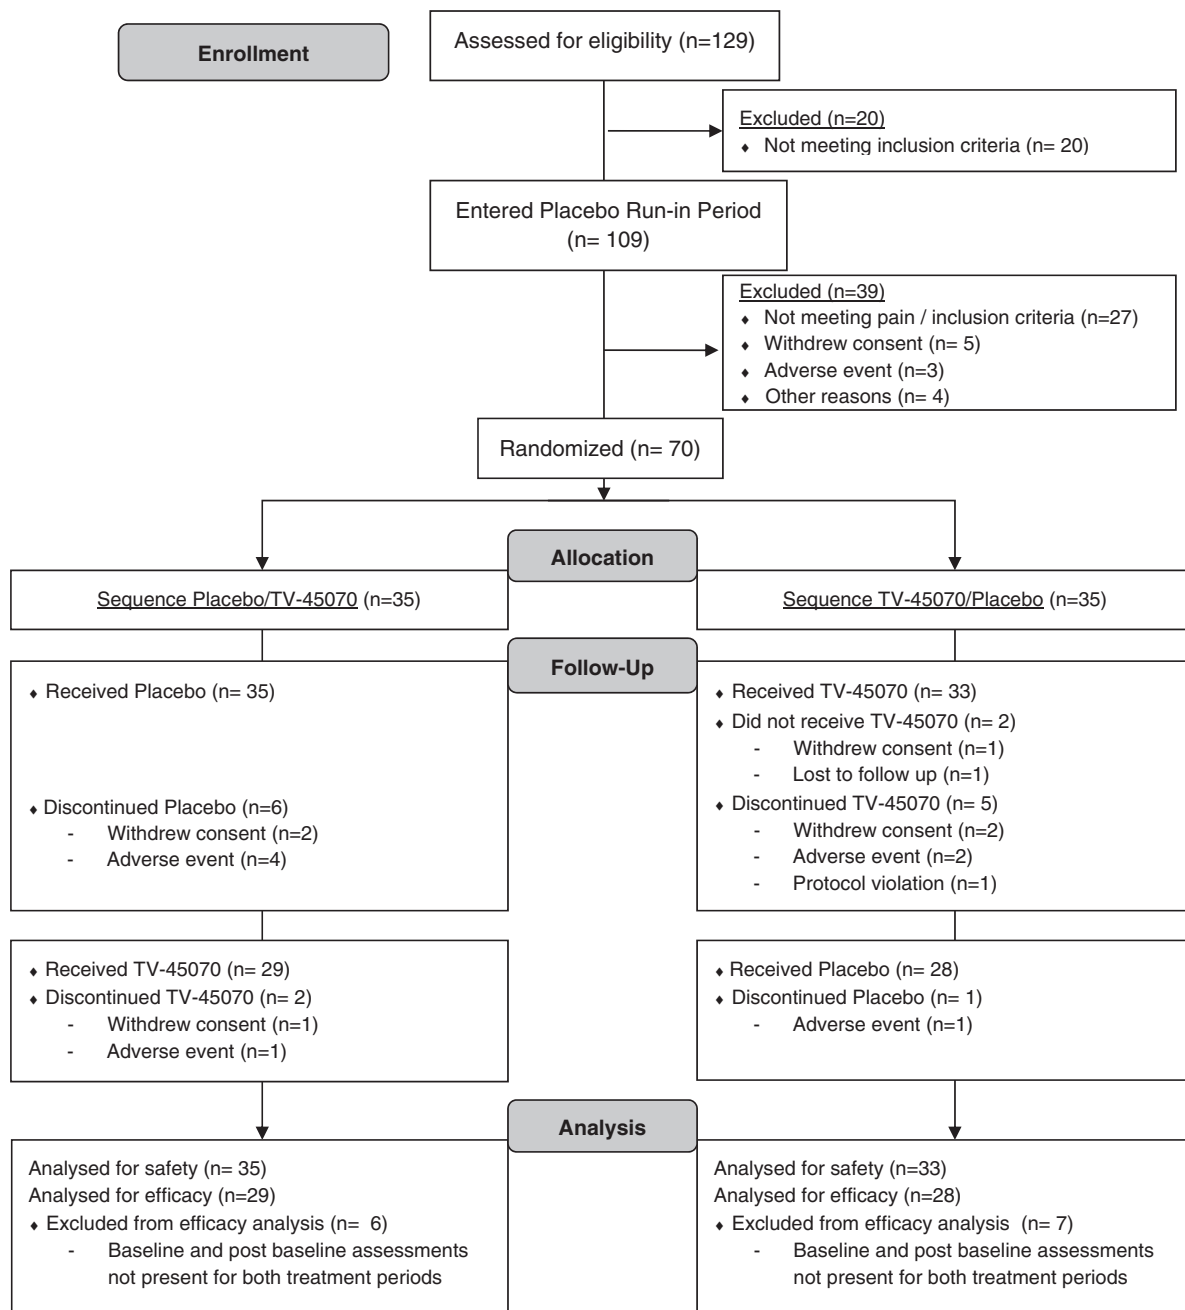 Enrollment
Assessed for eligibility (n=129)
Excluded (n=20)
♦ Not meeting inclusion criteria (n= 20)
Entered Placebo Run-in Period
(n= 109)
Excluded (n=39)
♦ Not meeting pain / inclusion criteria (n=27)
♦ Withdrew consent (n= 5)
♦ Adverse event (n=3)
♦ Other reasons (n= 4)
Randomized (n= 70)
Allocation
Sequence Placebo/TV-45070 (n=35)
Sequence TV-45070/Placebo (n=35)
Follow-Up
♦ Received Placebo (n= 35)
♦ Discontinued Placebo (n=6)
- Withdrew consent (n=2)
- Adverse event (n=4)
♦ Received TV-45070 (n= 33)
♦ Did not receive TV-45070 (n= 2)
- Withdrew consent (n=1)
- Lost to follow up (n=1)
♦ Discontinued TV-45070 (n= 5)
- Withdrew consent (n=2)
- Adverse event (n=2)
- Protocol violation (n=1)
♦ Received TV-45070 (n= 29)
♦ Discontinued TV-45070 (n= 2)
- Withdrew consent (n=1)
- Adverse event (n=1)
♦ Received Placebo (n= 28)
♦ Discontinued Placebo (n= 1)
- Adverse event (n=1)
Analysis
Analysed for safety (n= 35)
Analysed for efficacy (n=29)
♦ Excluded from efficacy analysis (n= 6)
- Baseline and post baseline assessments
not present for both treatment periods
Analysed for safety (n=33)
Analysed for efficacy (n=28)
♦ Excluded from efficacy analysis (n= 7)
- Baseline and post baseline assessments
not present for both treatment periods